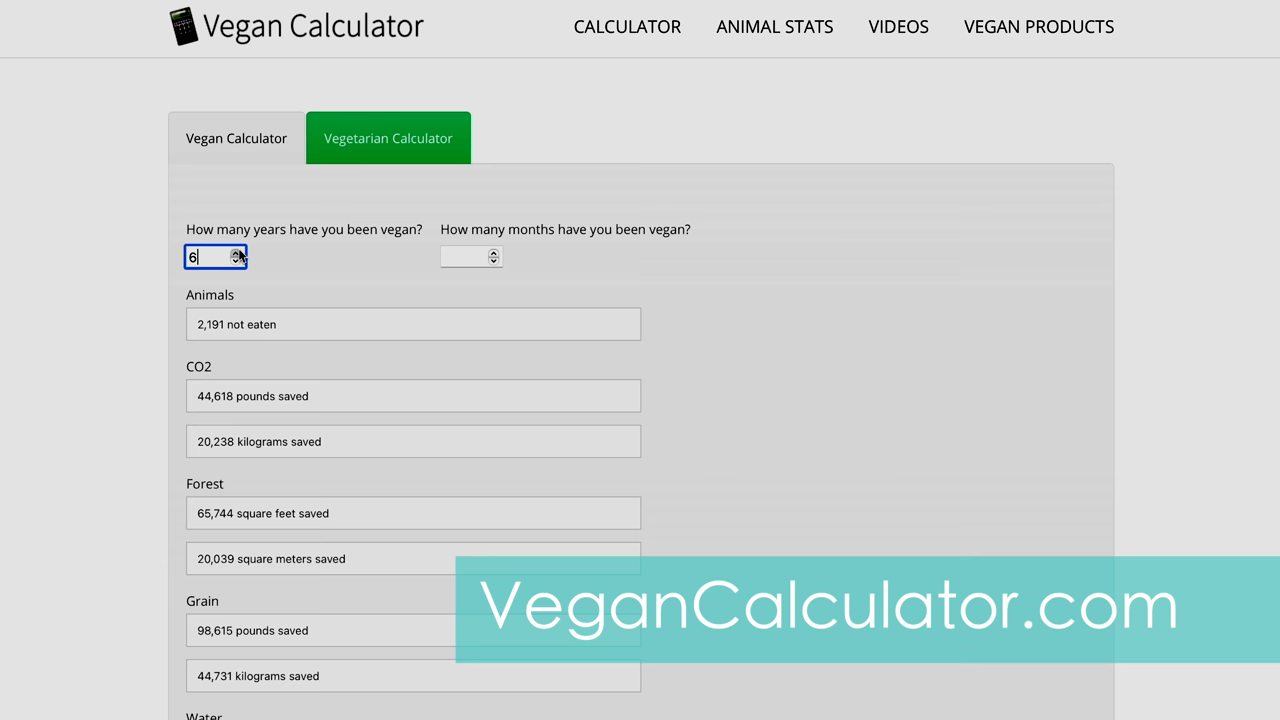 Vegan Calculator
CALCULATOR ANIMAL STATS VIDEOS VEGAN PRODUCTS
Vegan Calculator Vegetarian Calculator
How many years have you been vegan? How many months have you been vegan?
6
Animals
2,191 not eaten
CO2
44,618 pounds saved
20,238 kilograms saved
Forest
65,744 square feet saved
20,039 square meters saved
Grain
98,615 pounds saved
44,731 kilograms saved
Water
VeganCalculator.com